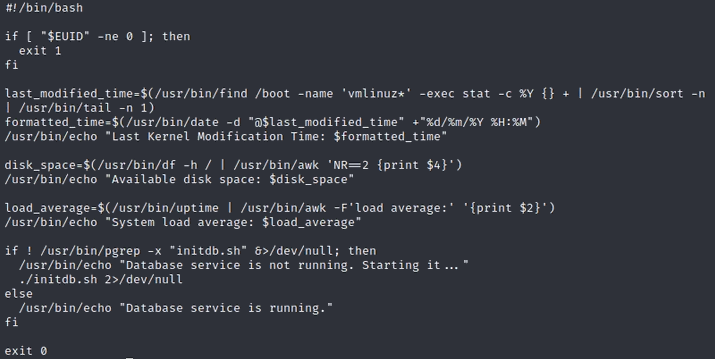 #!/bin/bash
if [ "$EUID" -ne 0 ]; then
exit 1
fi
last_modified_time=$(/usr/bin/find /boot -name 'vmlinuz*' -exec stat -c %Y {} + | /usr/bin/sort -n
| /usr/bin/tail -n 1)
formatted_time=$(/usr/bin/date -d "@$last_modified_time" +"%d/%m/%Y %H:%M")
/usr/bin/echo "Last Kernel Modification Time: $formatted_time"
disk_space=$(/usr/bin/df -h / | /usr/bin/awk 'NR==2 {print $4}')
/usr/bin/echo "Available disk space: $disk_space"
load_average=$(/usr/bin/uptime | /usr/bin/awk -F'load average:' '{print $2}')
/usr/bin/echo "System load average: $load_average"
if ! /usr/bin/pgrep -x "initdb.sh" &>/dev/null; then
/usr/bin/echo "Database service is not running. Starting it..."
./initdb.sh 2>/dev/null
else
/usr/bin/echo "Database service is running."
fi
exit 0